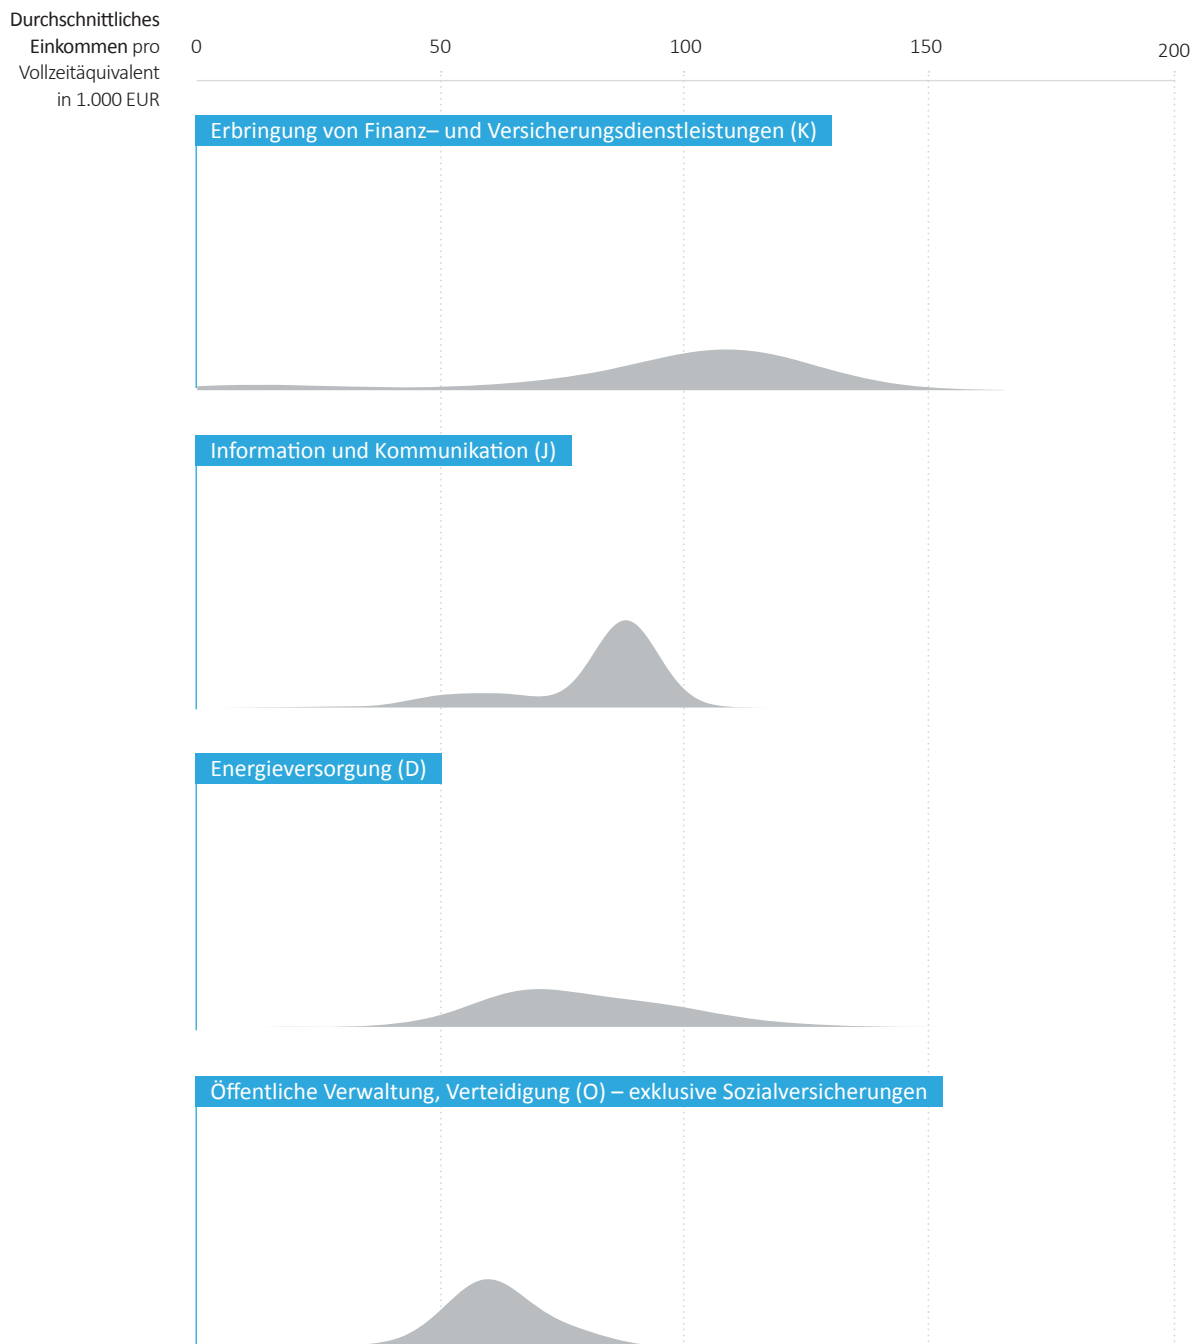 Durchschnittliches
Einkommen pro
Vollzeitäquivalent
in 1.000 EUR
0 50 100 150 200
Erbringung von Finanz– und Versicherungsdienstleistungen (K)
Information und Kommunikation (J)
Energieversorgung (D)
Öffentliche Verwaltung, Verteidigung (O) – exklusive Sozialversicherungen